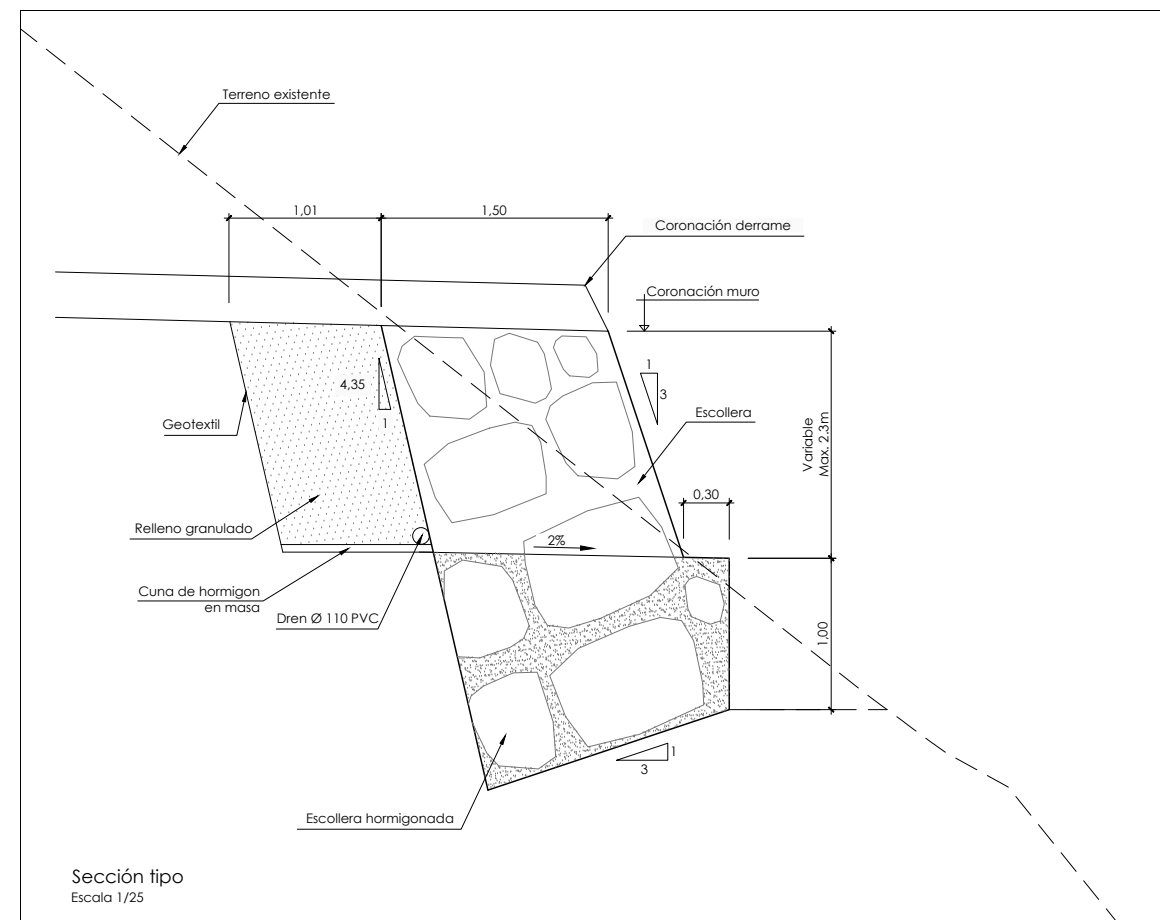 Terreno existente
1,01
1,50
Coronación derrame
Coronación muro
4,35
1
1
3
Geotextil
Escollera
Variable
Max. 2.3m
0,30
Relleno granulado
2%
Cuna de hormigon
en masa
Dren Ø 110 PVC
1,00
1
3
Escollera hormigonada
Sección tipo
Escala 1/25